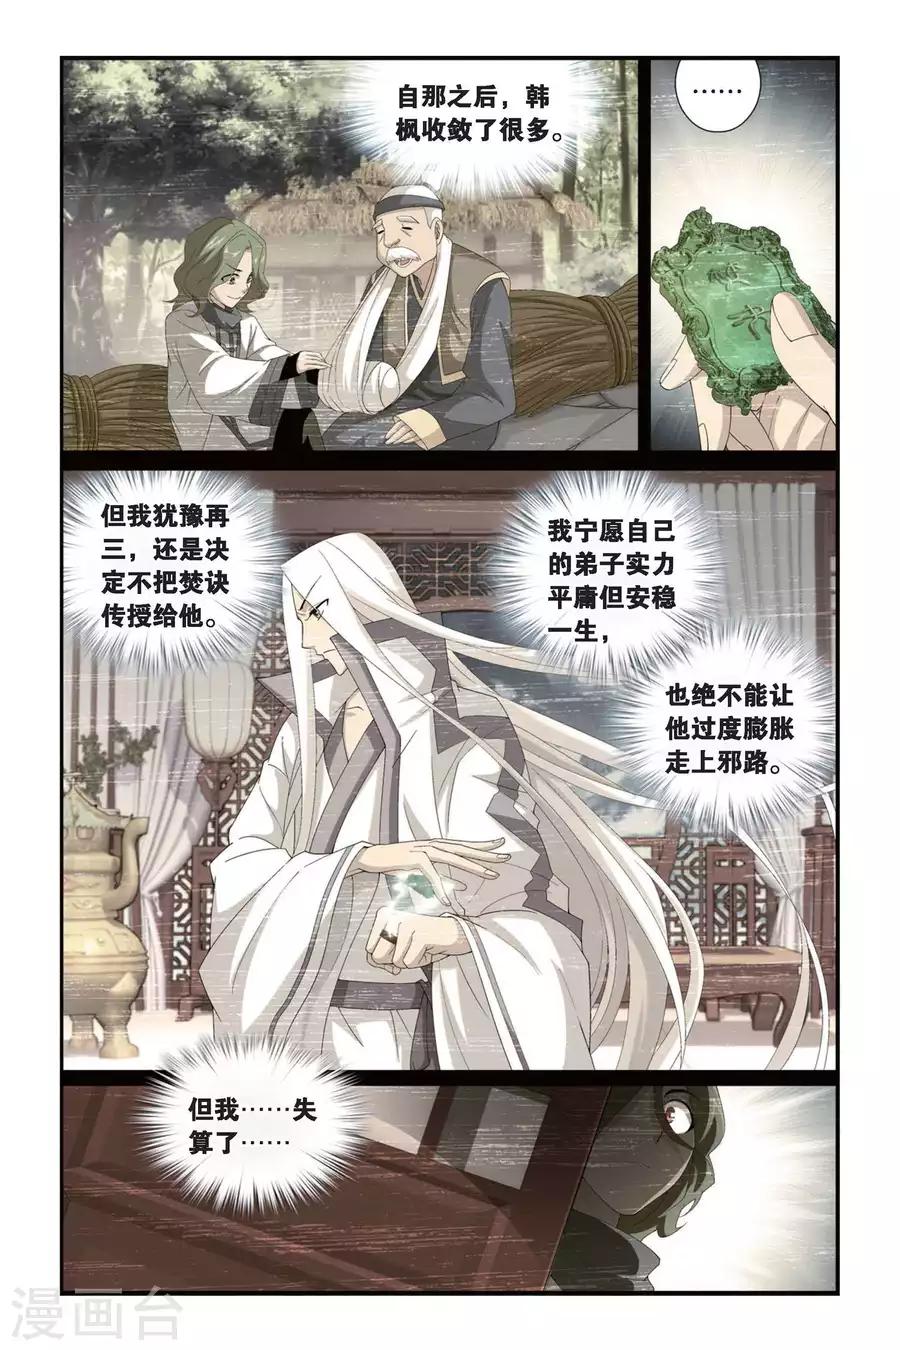 自那之后，韩
枫收敛了很多。
……
但我犹豫再
三，还是决
定不把焚诀
传授给他。
我宁愿自己
的弟子实力
平庸但安稳
一生，
也绝不能让
他过度膨胀
走上邪路。
但我……失
算了……
漫画台